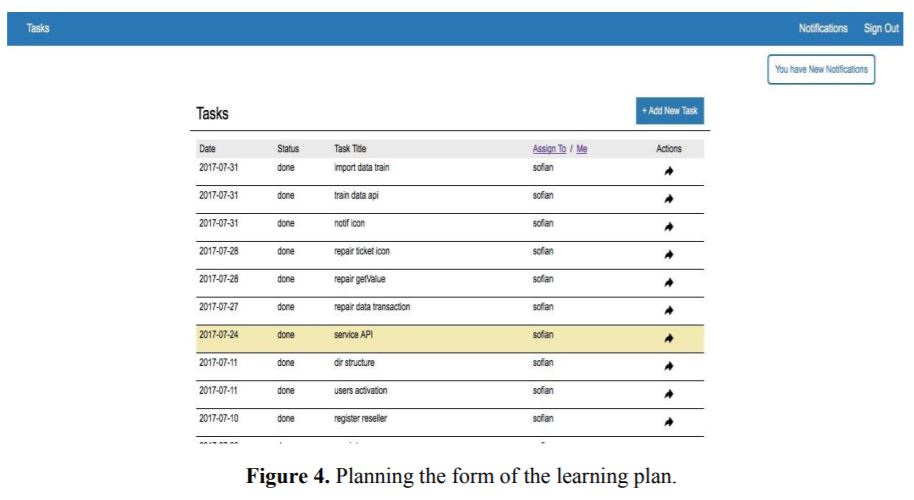 Tasks Notifications Sign Out
You have New Notifications
Tasks + Add New Task
Date Status Task Title Assign To / Me Actions
2017-07-31 done import data train sofian
2017-07-31 done train data api sofian
2017-07-31 done notif icon sofian
2017-07-28 done repair ticket icon sofian
2017-07-28 done repair getValue sofian
2017-07-27 done repair data transaction sofian
2017-07-24 done service API sofian
2017-07-11 done dir structure sofian
2017-07-11 done users activation sofian
2017-07-10 done register reseller sofian
Figure 4. Planning the form of the learning plan.